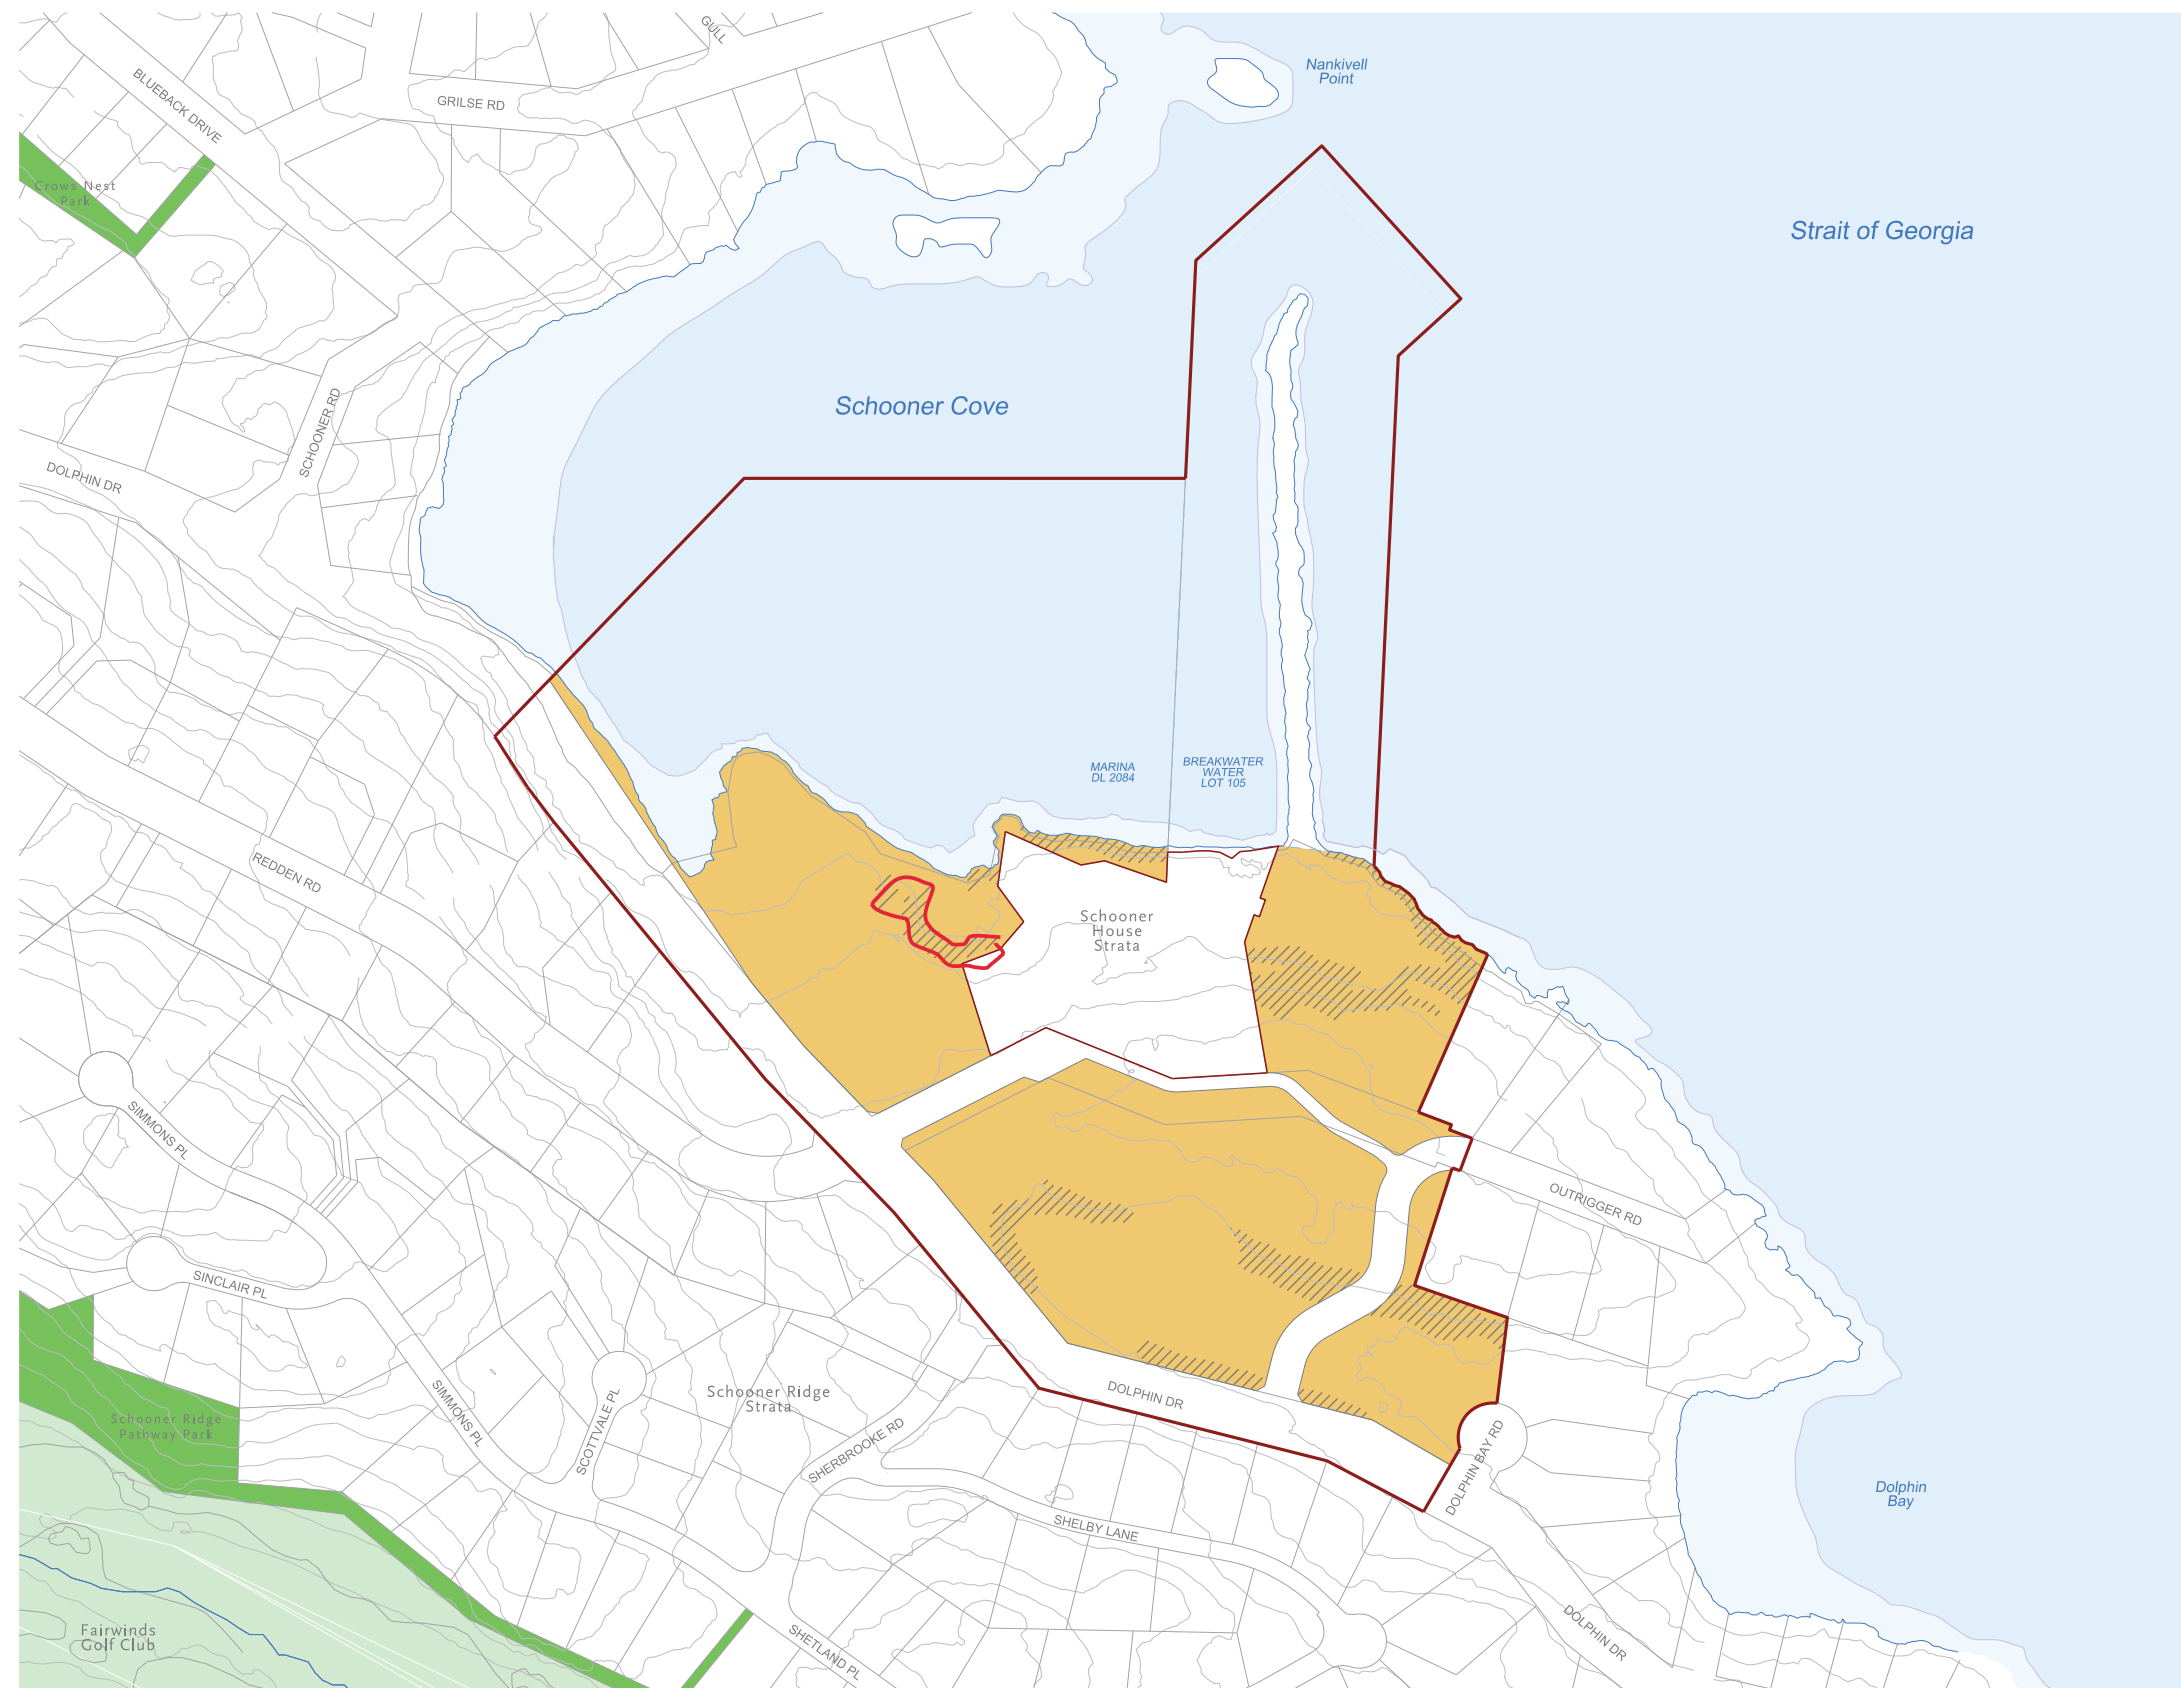 GULL
Nankivell
Point
BLUEBACK DRIVE
GRILSE RD
Crows Nest
Park
Strait of Georgia
Schooner Cove
SCHOONER RD
DOLPHIN DR
MARINA
DL 2084
BREAKWATER
WATER
LOT 105
REDDEN RD
Schooner
House
Strata
SIMMONS PL
OUTRIGGER RD
SINCLAIR PL
Schooner Ridge
Strata
DOLPHIN DR
SIMMONS PL
SCOTTVALE PL
Schooner Ridge
Pathway Park
SHERBROOKE RD
DOLPHIN BAY RD
Dolphin
Bay
SHELBY LANE
Fairwinds
Golf Club
SHETLAND PL
DOLPHIN DR